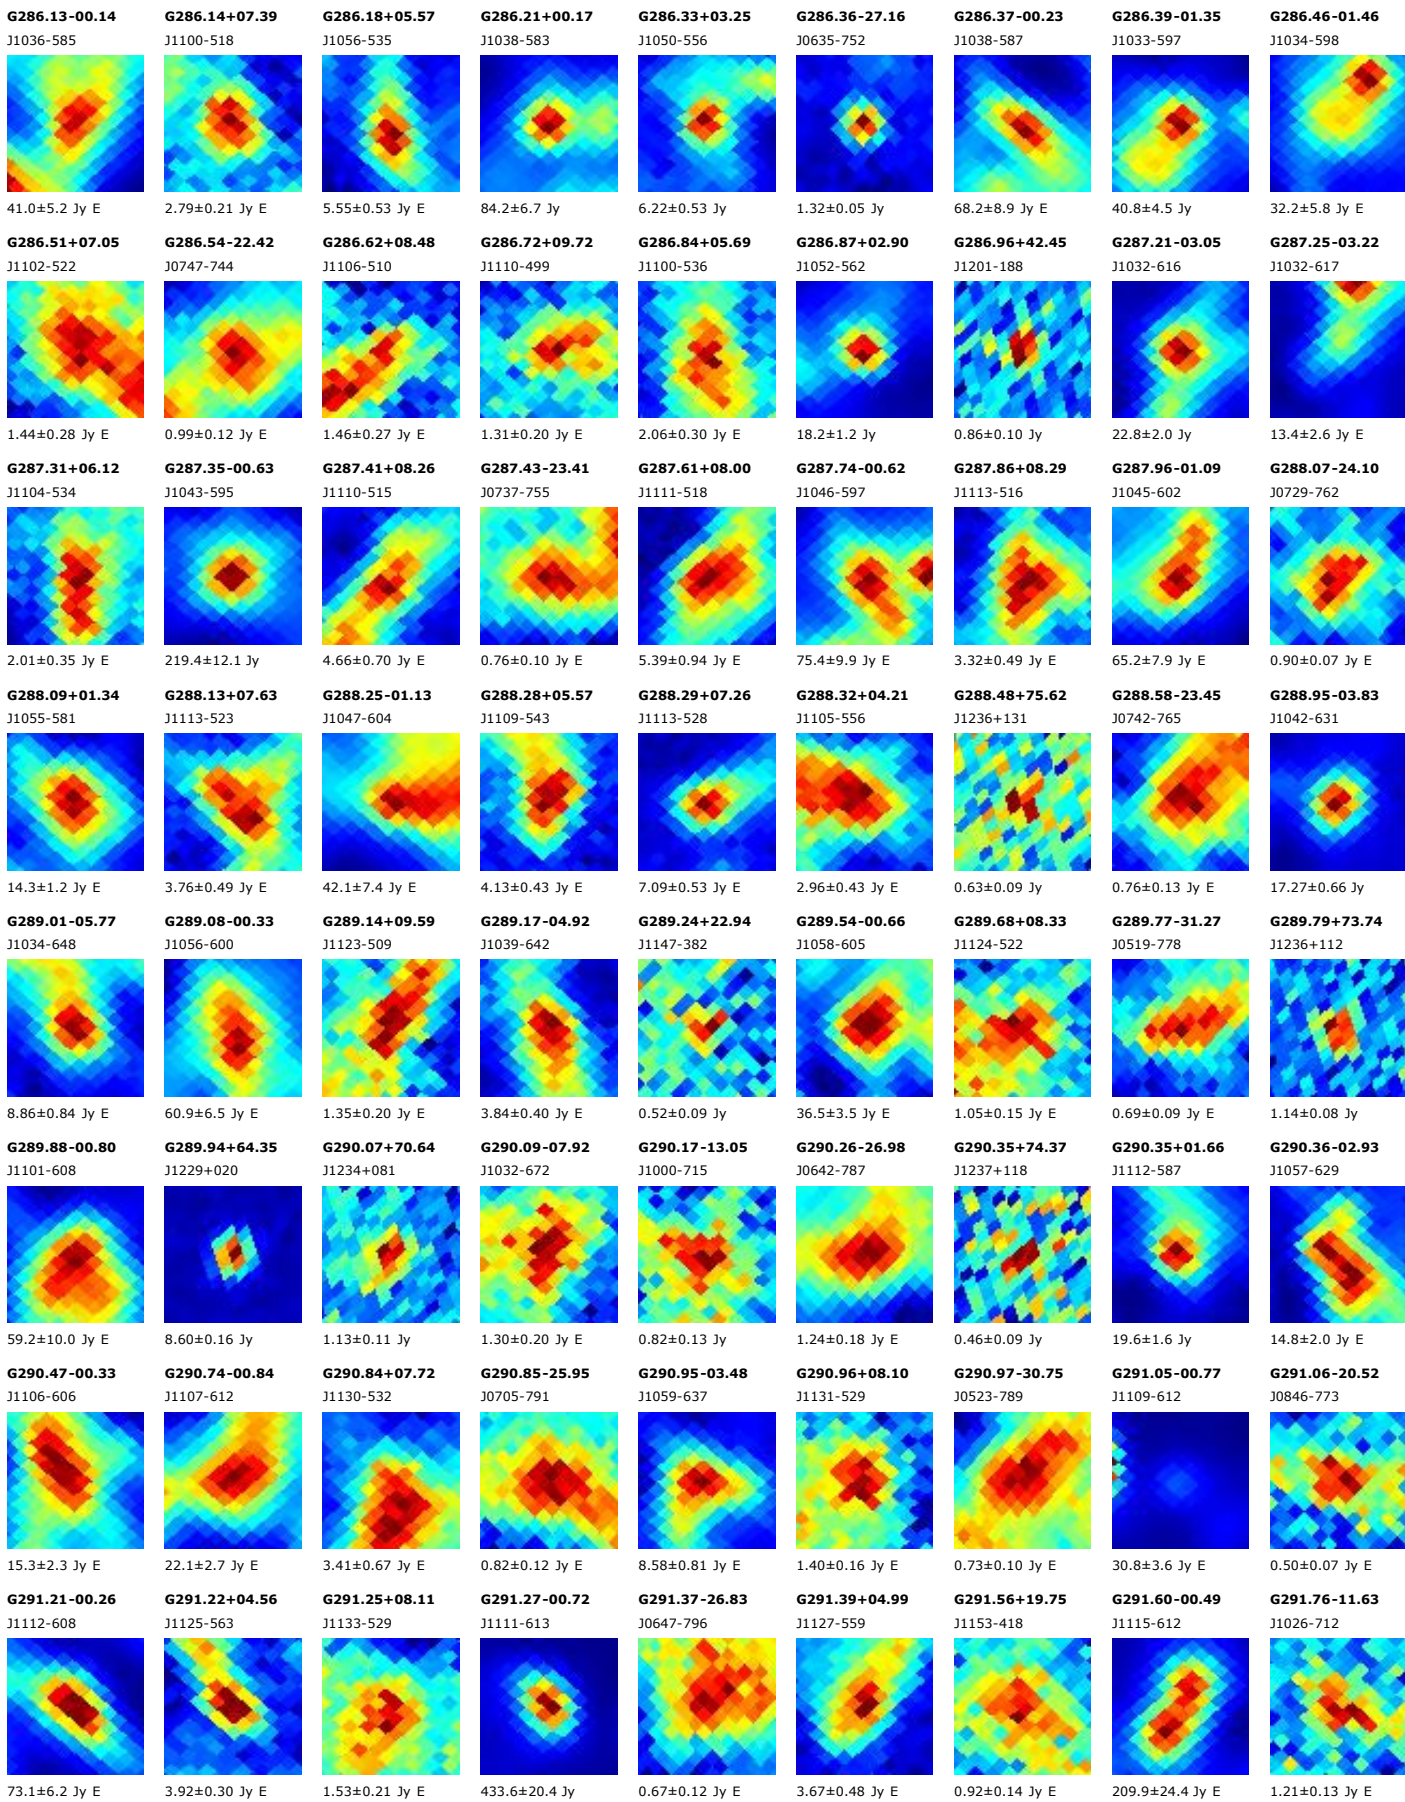 G286.13-00.14 G286.14+07.39 G286.18+05.57 G286.21+00.17 G286.33+03.25 G286.36-27.16 G286.37-00.23 G286.39-01.35 G286.46-01.46
J1036-585 J1100-518 J1056-535 J1038-583 J1050-556 J0635-752 J1038-587 J1033-597 J1034-598
41.0±5.2 Jy E 2.79±0.21 Jy E 5.55±0.53 Jy E 84.2±6.7 Jy 6.22±0.53 Jy 1.32±0.05 Jy 68.2±8.9 Jy E 40.8±4.5 Jy 32.2±5.8 Jy E
G286.51+07.05 G286.54-22.42 G286.62+08.48 G286.72+09.72 G286.84+05.69 G286.87+02.90 G286.96+42.45 G287.21-03.05 G287.25-03.22
J1102-522 J0747-744 J1106-510 J1110-499 J1100-536 J1052-562 J1201-188 J1032-616 J1032-617
1.44±0.28 Jy E 0.99±0.12 Jy E 1.46±0.27 Jy E 1.31±0.20 Jy E 2.06±0.30 Jy E 18.2±1.2 Jy 0.86±0.10 Jy 22.8±2.0 Jy 13.4±2.6 Jy E
G287.31+06.12 G287.35-00.63 G287.41+08.26 G287.43-23.41 G287.61+08.00 G287.74-00.62 G287.86+08.29 G287.96-01.09 G288.07-24.10
J1104-534 J1043-595 J1110-515 J0737-755 J1111-518 J1046-597 J1113-516 J1045-602 J0729-762
2.01±0.35 Jy E 219.4±12.1 Jy 4.66±0.70 Jy E 0.76±0.10 Jy E 5.39±0.94 Jy E 75.4±9.9 Jy E 3.32±0.49 Jy E 65.2±7.9 Jy E 0.90±0.07 Jy E
G288.09+01.34 G288.13+07.63 G288.25-01.13 G288.28+05.57 G288.29+07.26 G288.32+04.21 G288.48+75.62 G288.58-23.45 G288.95-03.83
J1055-581 J1113-523 J1047-604 J1109-543 J1113-528 J1105-556 J1236+131 J0742-765 J1042-631
14.3±1.2 Jy E 3.76±0.49 Jy E 42.1±7.4 Jy E 4.13±0.43 Jy E 7.09±0.53 Jy E 2.96±0.43 Jy E 0.63±0.09 Jy 0.76±0.13 Jy E 17.27±0.66 Jy
G289.01-05.77 G289.08-00.33 G289.14+09.59 G289.17-04.92 G289.24+22.94 G289.54-00.66 G289.68+08.33 G289.77-31.27 G289.79+73.74
J1034-648 J1056-600 J1123-509 J1039-642 J1147-382 J1058-605 J1124-522 J0519-778 J1236+112
8.86±0.84 Jy E 60.9±6.5 Jy E 1.35±0.20 Jy E 3.84±0.40 Jy E 0.52±0.09 Jy 36.5±3.5 Jy E 1.05±0.15 Jy E 0.69±0.09 Jy E 1.14±0.08 Jy
G289.88-00.80 G289.94+64.35 G290.07+70.64 G290.09-07.92 G290.17-13.05 G290.26-26.98 G290.35+74.37 G290.35+01.66 G290.36-02.93
J1101-608 J1229+020 J1234+081 J1032-672 J1000-715 J0642-787 J1237+118 J1112-587 J1057-629
59.2±10.0 Jy E 8.60±0.16 Jy 1.13±0.11 Jy 1.30±0.20 Jy E 0.82±0.13 Jy 1.24±0.18 Jy E 0.46±0.09 Jy 19.6±1.6 Jy 14.8±2.0 Jy E
G290.47-00.33 G290.74-00.84 G290.84+07.72 G290.85-25.95 G290.95-03.48 G290.96+08.10 G290.97-30.75 G291.05-00.77 G291.06-20.52
J1106-606 J1107-612 J1130-532 J0705-791 J1059-637 J1131-529 J0523-789 J1109-612 J0846-773
15.3±2.3 Jy E 22.1±2.7 Jy E 3.41±0.67 Jy E 0.82±0.12 Jy E 8.58±0.81 Jy E 1.40±0.16 Jy E 0.73±0.10 Jy E 30.8±3.6 Jy E 0.50±0.07 Jy E
G291.21-00.26 G291.22+04.56 G291.25+08.11 G291.27-00.72 G291.37-26.83 G291.39+04.99 G291.56+19.75 G291.60-00.49 G291.76-11.63
J1112-608 J1125-563 J1133-529 J1111-613 J0647-796 J1127-559 J1153-418 J1115-612 J1026-712
73.1±6.2 Jy E 3.92±0.30 Jy E 1.53±0.21 Jy E 433.6±20.4 Jy 0.67±0.12 Jy E 3.67±0.48 Jy E 0.92±0.14 Jy E 209.9±24.4 Jy E 1.21±0.13 Jy E